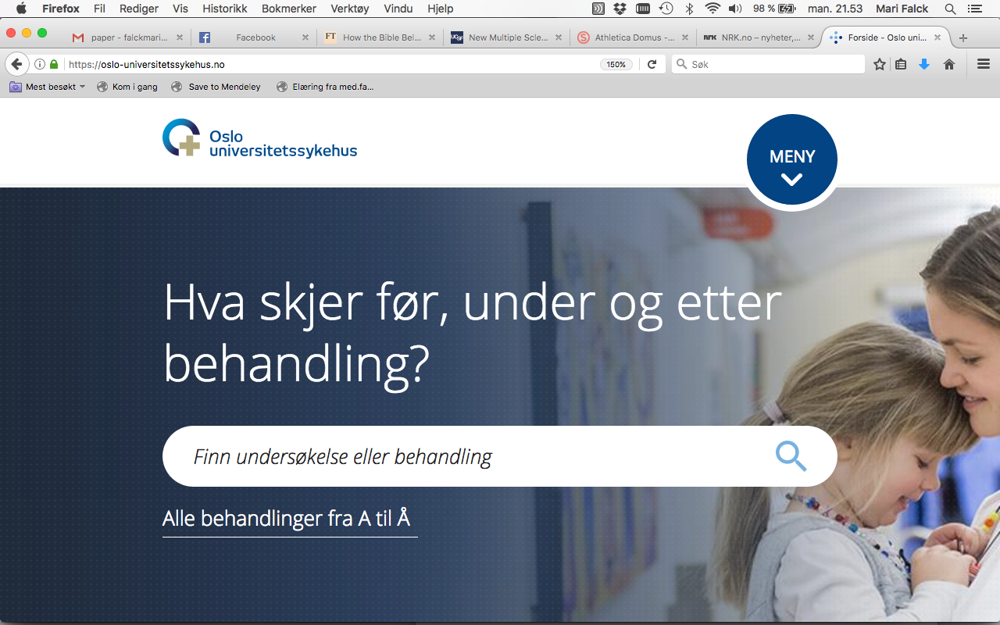 Firefox Fil Rediger Vis Historikk Bokmerker Verktøy Vindu Hjelp 98 % man. 21.53 Mari Falck
paper - falckmari... Facebook How the Bible Bel... New Multiple Scle... Athletica Domus -... NRK.no – nyheter,... Forside - Oslo uni...
https://oslo-universitetssykehus.no 150% Søk
Mest besøkt Kom i gang Save to Mendeley Elæring fra med.fa...
Oslo
universitetssykehus
MENY
Hva skjer før, under og etter
behandling?
Finn undersøkelse eller behandling
Alle behandlinger fra A til Å